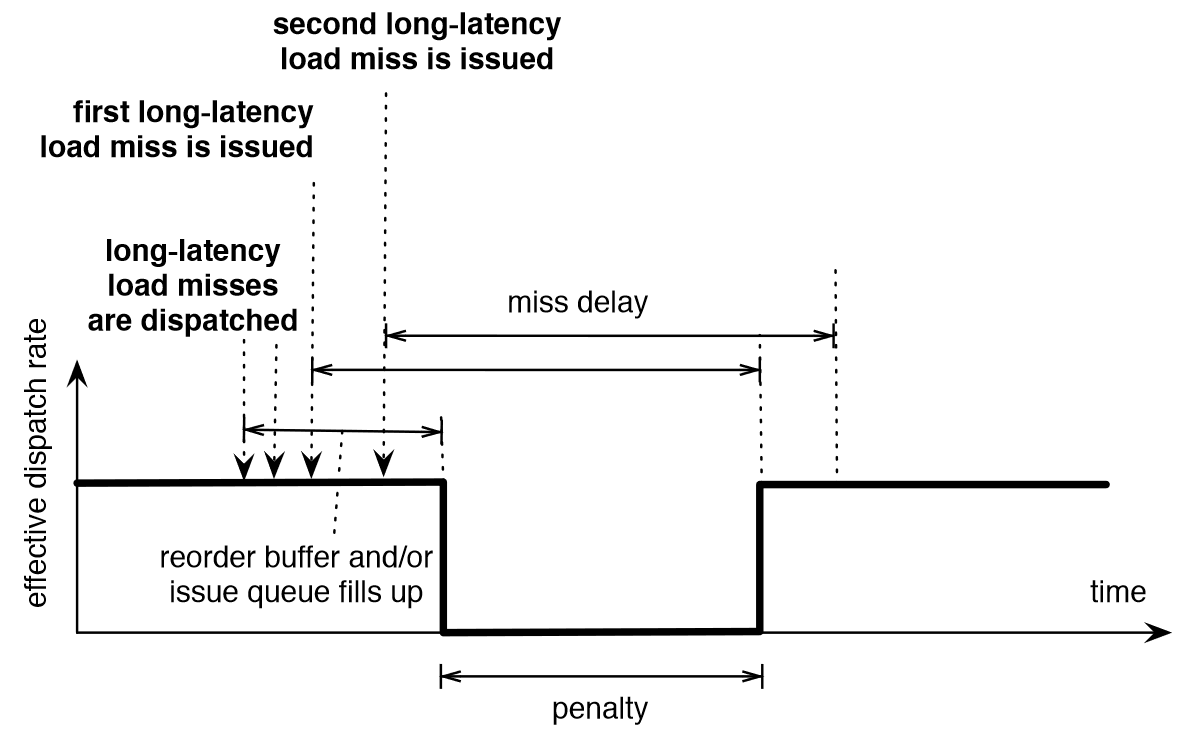 second long-latency
load miss is issued
first long-latency
load miss is issued
long-latency
load misses
are dispatched
miss delay
effective dispatch rate
reorder buffer and/or
issue queue fills up
time
penalty